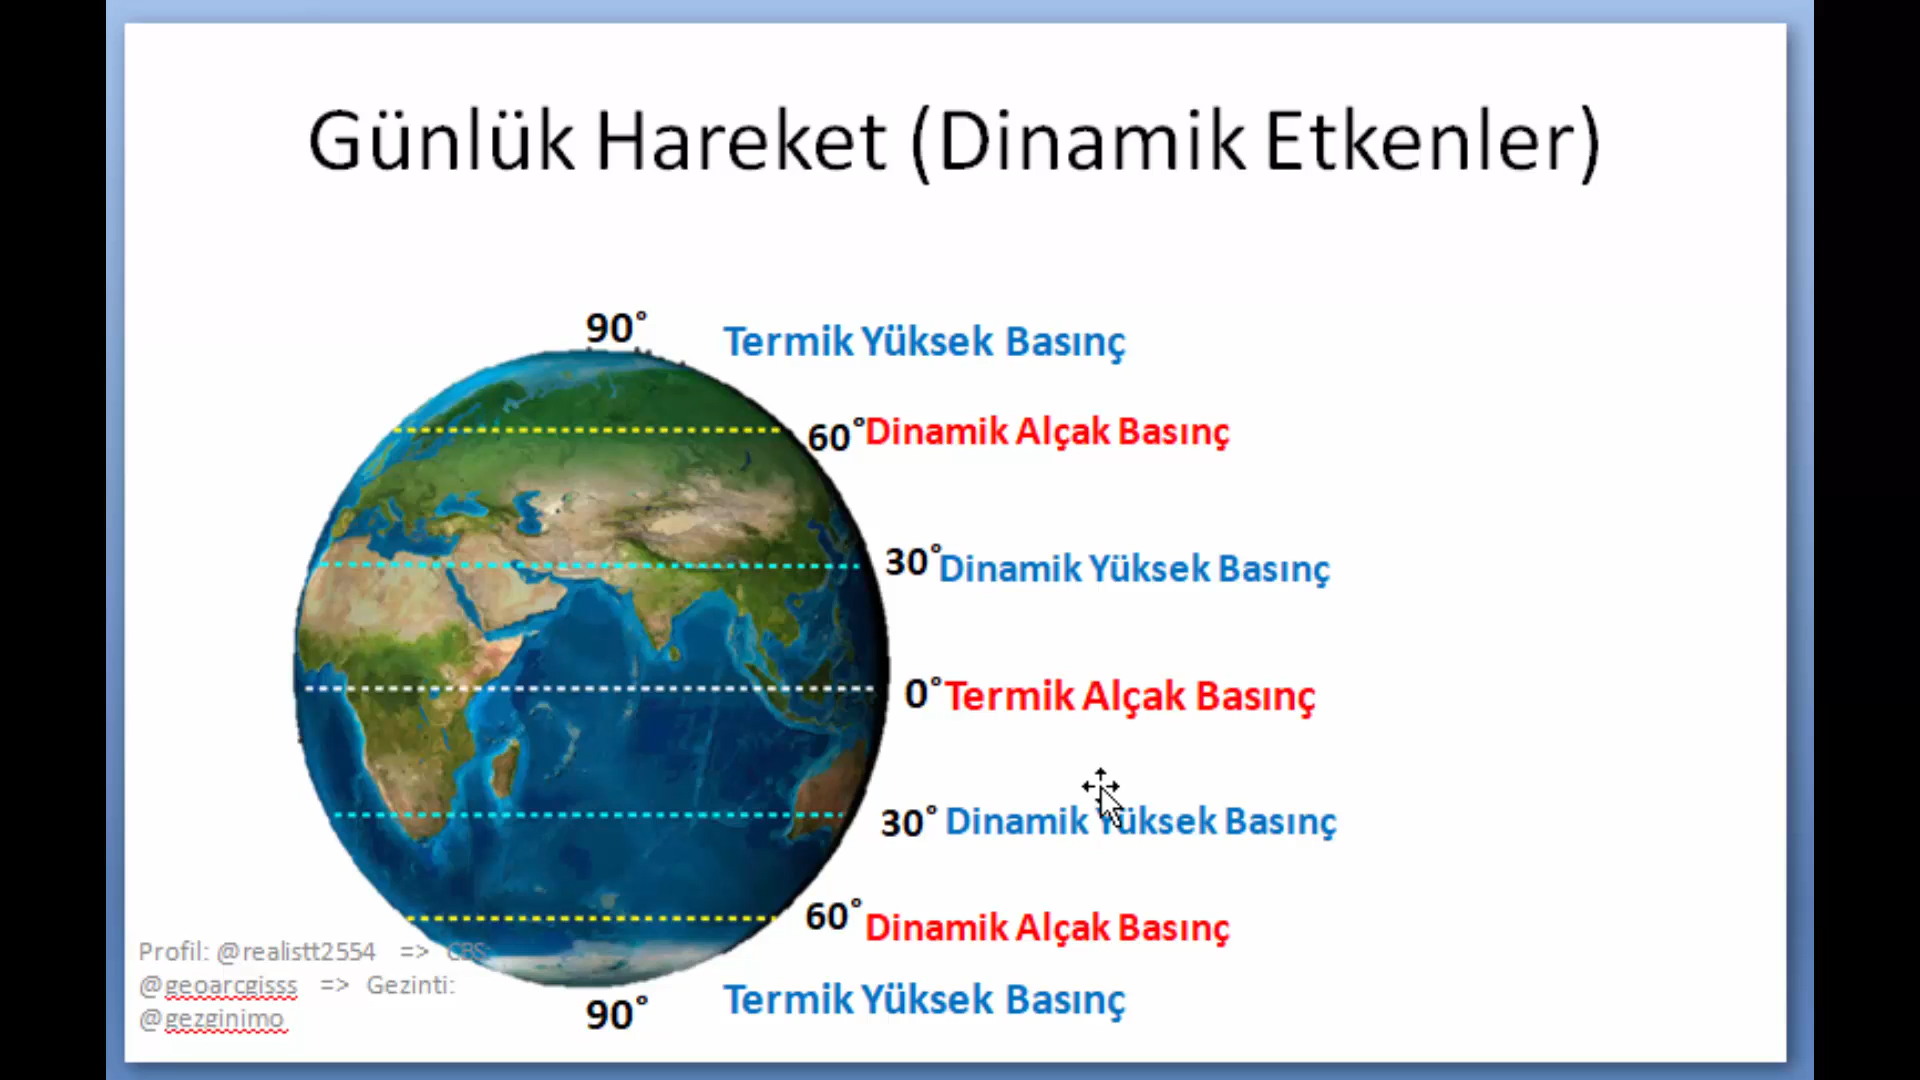 Günlük Hareket (Dinamik Etkenler)
90°
Termik Yüksek Basınç
60° Dinamik Alçak Basınç
30° Dinamik Yüksek Basınç
0° Termik Alçak Basınç
30° Dinamik Yüksek Basınç
60° Dinamik Alçak Basınç
90°
Termik Yüksek Basınç
Profil: @realistt2554 => CBS:
@geoarcgisss => Gezinti:
@gezginimo